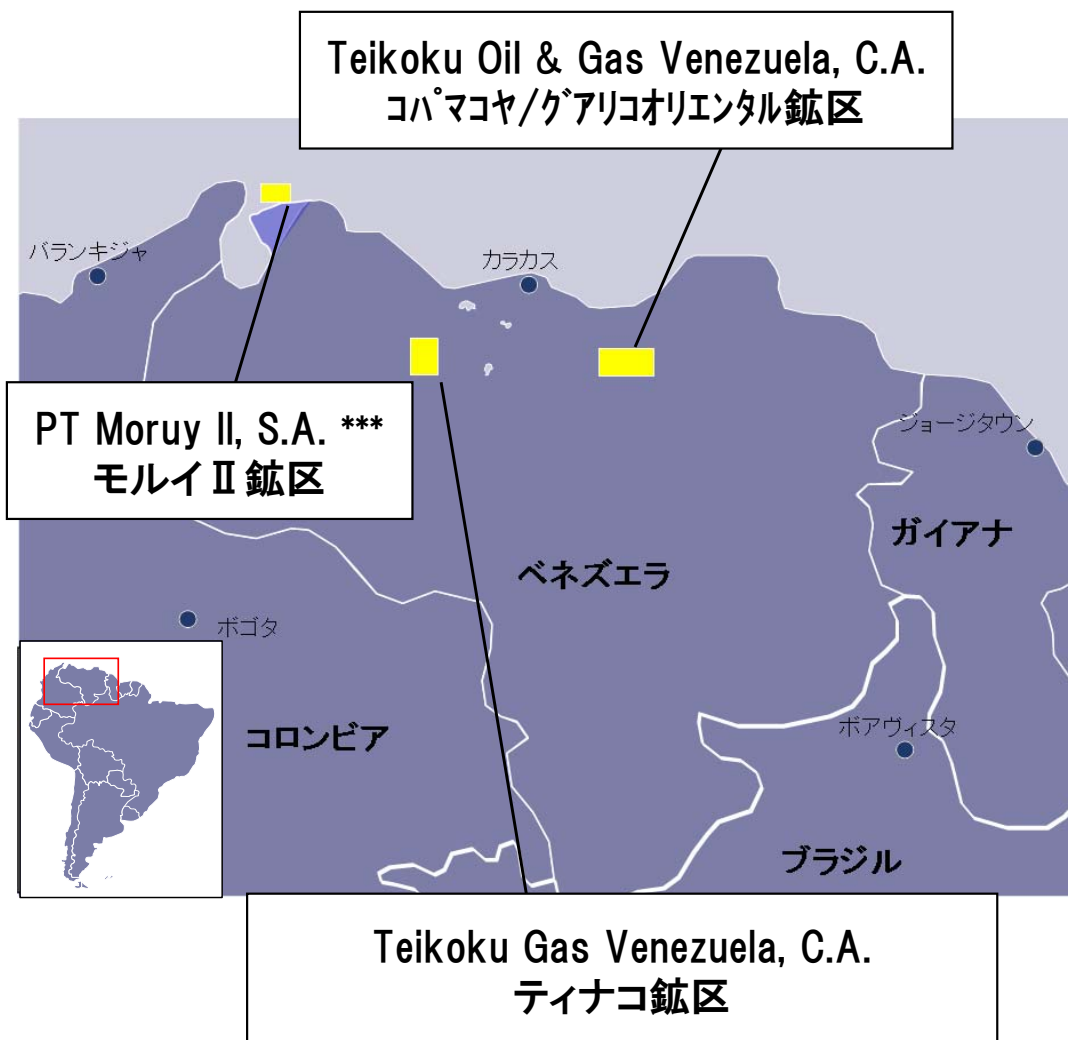 Teikoku Oil & Gas Venezuela, C.A.
コパマコヤ/グアリコオリエンタル鉱区
バランキジャ
カラカス
PT Moruy II, S.A. ***
モルイⅡ鉱区
ジョージタウン
ガイアナ
ベネズエラ
ボゴタ
コロンビア
ボアヴィスタ
ブラジル
Teikoku Gas Venezuela, C.A.
ティナコ鉱区